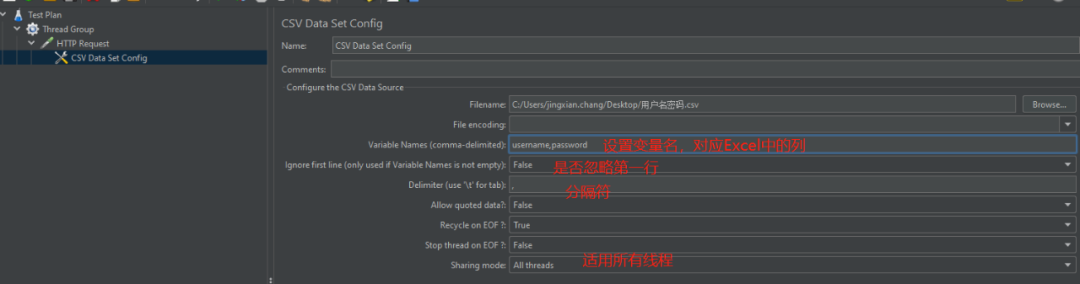 Test Plan
Thread Group
HTTP Request
CSV Data Set Config
CSV Data Set Config
Name: CSV Data Set Config
Comments:
Configure the CSV Data Source
Filename: C:/Users/jingxian.chang/Desktop/用户名密码.csv Browse...
File encoding:
Variable Names (comma-delimited): username,password 设置变量名，对应Excel中的列
Ignore first line (only used if Variable Names is not empty): False 是否忽略第一行
Delimiter (use '\t' for tab): , 分隔符
Allow quoted data?: False
Recycle on EOF ?: True
Stop thread on EOF ?: False
Sharing mode: All threads 适用所有线程